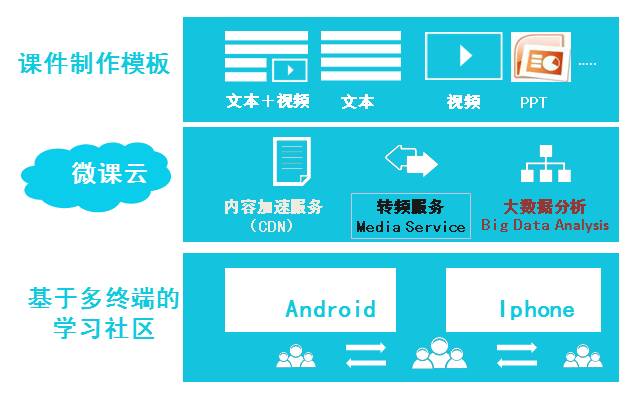 课件制作模板
文本＋视频
文本
视频
PPT
.....
微课云
内容加速服务
（CDN）
转频服务
Media Service
大数据分析
Big Data Analysis
基于多终端的
学习社区
Android
Iphone